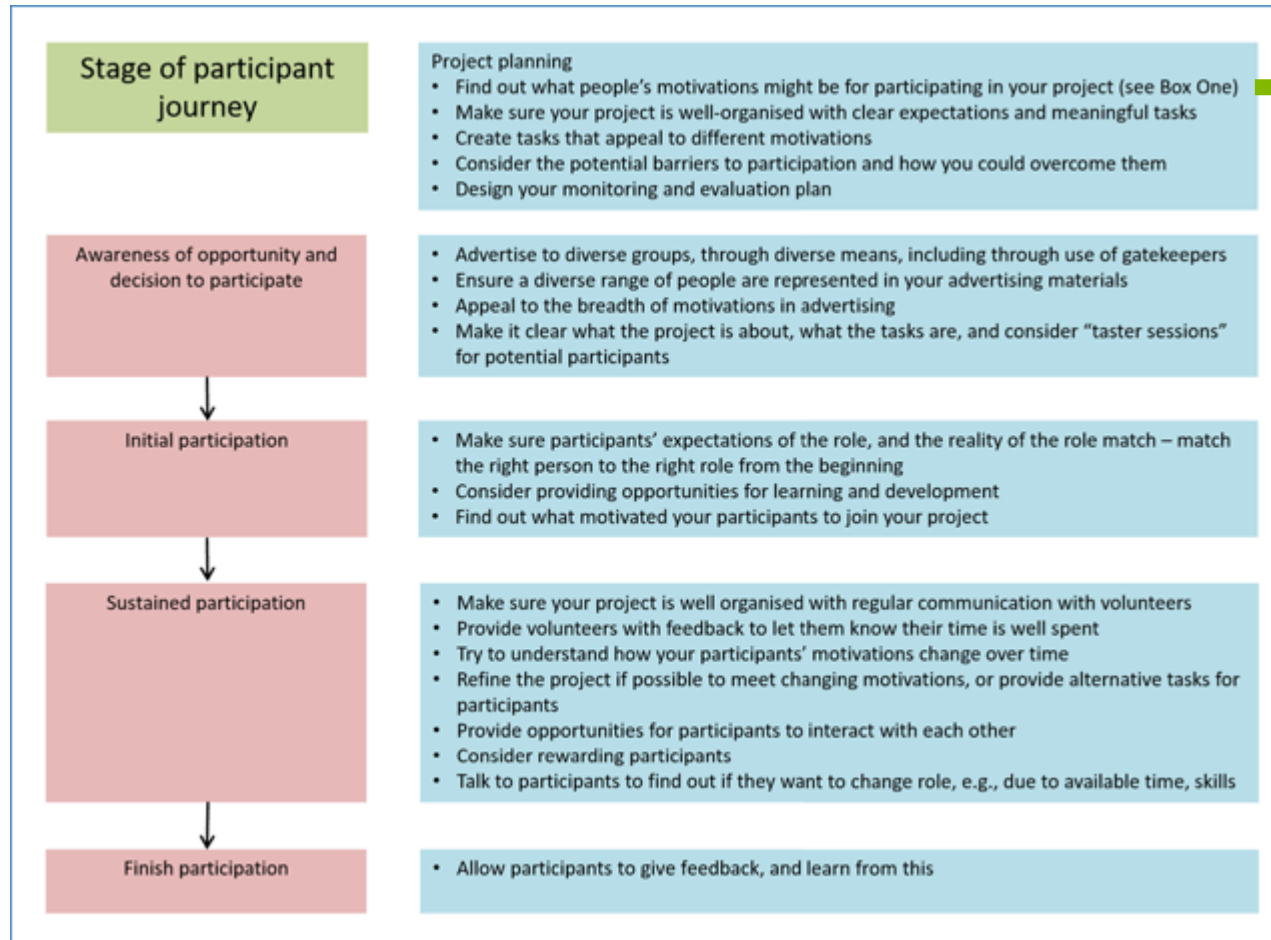 Stage of participant
journey
Project planning
• Find out what people's motivations might be for participating in your project (see Box One)
• Make sure your project is well-organised with clear expectations and meaningful tasks
• Create tasks that appeal to different motivations
• Consider the potential barriers to participation and how you could overcome them
• Design your monitoring and evaluation plan
Awareness of opportunity and
decision to participate
• Advertise to diverse groups, through diverse means, including through use of gatekeepers
• Ensure a diverse range of people are represented in your advertising materials
• Appeal to the breadth of motivations in advertising
• Make it clear what the project is about, what the tasks are, and consider “taster sessions”
for potential participants
Initial participation
• Make sure participants' expectations of the role, and the reality of the role match – match
the right person to the right role from the beginning
• Consider providing opportunities for learning and development
• Find out what motivated your participants to join your project
Sustained participation
• Make sure your project is well organised with regular communication with volunteers
• Provide volunteers with feedback to let them know their time is well spent
• Try to understand how your participants' motivations change over time
• Refine the project if possible to meet changing motivations, or provide alternative tasks for
participants
• Provide opportunities for participants to interact with each other
• Consider rewarding participants
• Talk to participants to find out if they want to change role, e.g., due to available time, skills
Finish participation
• Allow participants to give feedback, and learn from this